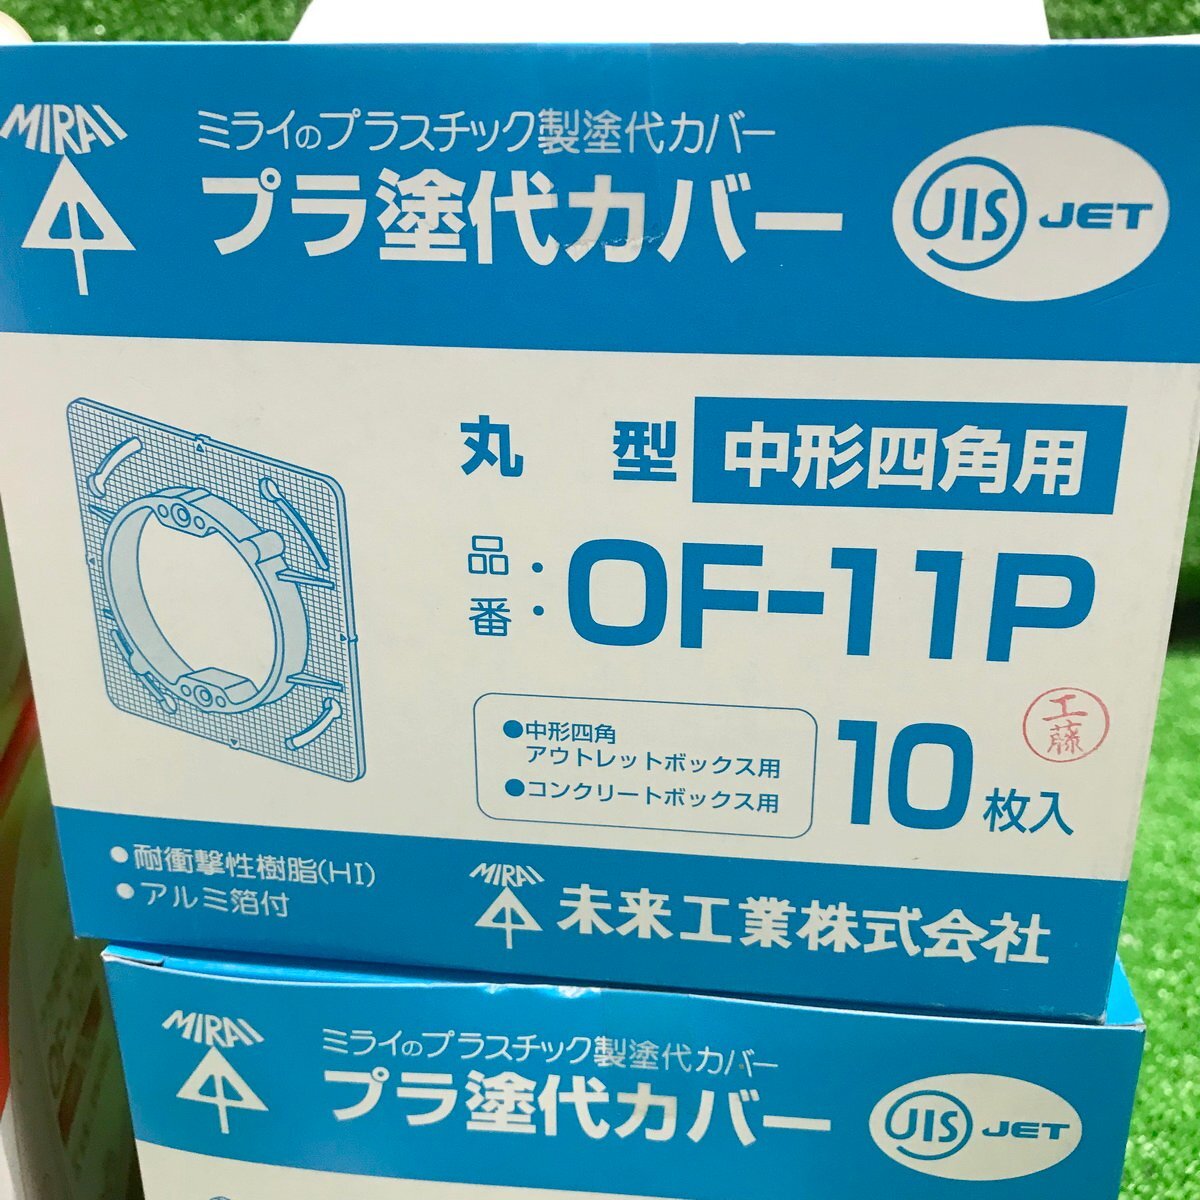 MIRAI
ミライのプラスチック製塗代カバー
プラ塗代カバー
JIS JET
丸 型 中形四角用
品番: OF-11P
●中形四角
アウトレットボックス用
●コンクリートボックス用
10枚入
工藤
●耐衝撃性樹脂(HI)
●アルミ箔付
MIRAI 未来工業株式会社
MIRAI
ミライのプラスチック製塗代カバー
プラ塗代カバー
JIS JET